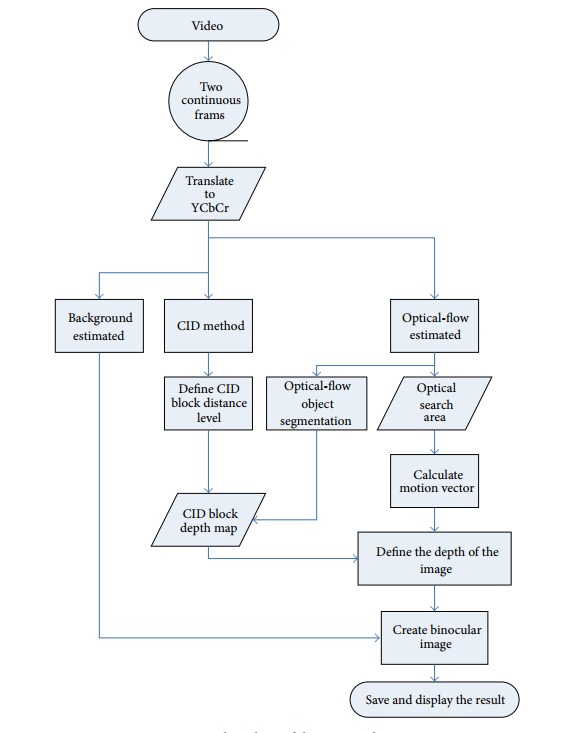 Video
Two
continuous
frams
Translate
to
YCbCr
Background
estimated
CID method
Optical-flow
estimated
Define CID
block distance
level
Optical-flow
object
segmentation
Optical
search
area
Calculate
motion vector
CID block
depth map
Define the depth of the
image
Create binocular
image
Save and display the result